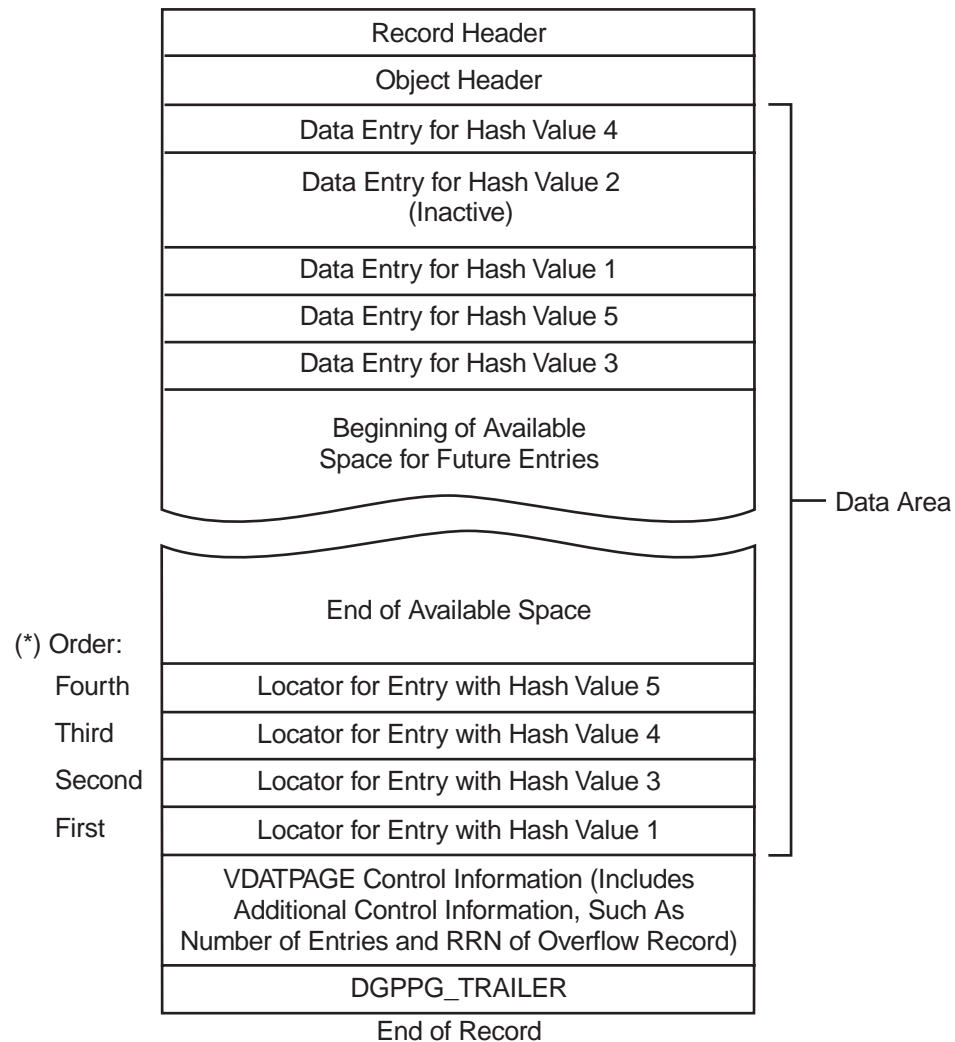 Record Header
Object Header
Data Entry for Hash Value 4
Data Entry for Hash Value 2
(Inactive)
Data Entry for Hash Value 1
Data Entry for Hash Value 5
Data Entry for Hash Value 3
Beginning of Available
Space for Future Entries
Data Area
End of Available Space
(*) Order:
Fourth
Locator for Entry with Hash Value 5
Third
Locator for Entry with Hash Value 4
Second
Locator for Entry with Hash Value 3
First
Locator for Entry with Hash Value 1
VDATPAGE Control Information (Includes
Additional Control Information, Such As
Number of Entries and RRN of Overflow Record)
DGPPG_TRAILER
End of Record